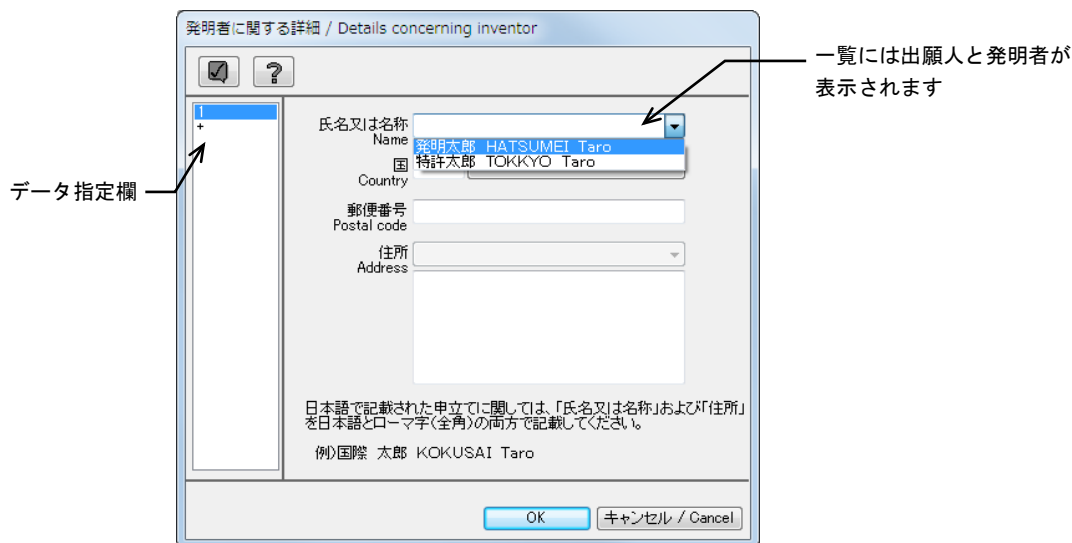 発明者に関する詳細 / Details concerning inventor
一覧には出願人と発明者が
表示されます
1
+
データ指定欄
氏名又は名称
Name
発明太郎 HATSUMEI Taro
特許太郎 TOKKYO Taro
国
Country
郵便番号
Postal code
住所
Address
日本語で記載された申立てに関しては、「氏名又は名称」および「住所」
を日本語とローマ字(全角)の両方で記載してください。
例)国際 太郎 KOKUSAI Taro
OK
キャンセル / Cancel